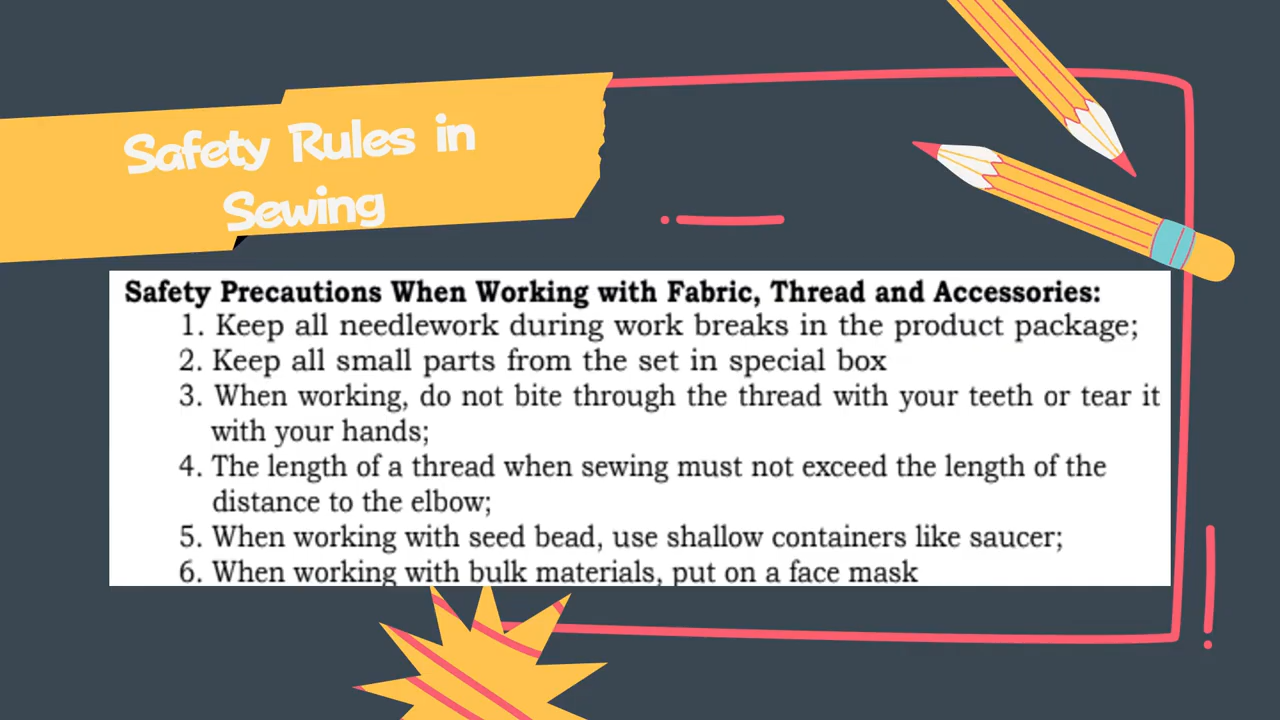 Safety Rules in
Sewing
Safety Precautions When Working with Fabric, Thread and Accessories:
1. Keep all needlework during work breaks in the product package;
2. Keep all small parts from the set in special box
3. When working, do not bite through the thread with your teeth or tear it
with your hands;
4. The length of a thread when sewing must not exceed the length of the
distance to the elbow;
5. When working with seed bead, use shallow containers like saucer;
6. When working with bulk materials, put on a face mask